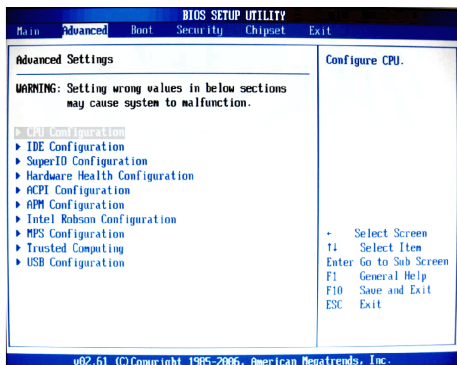 BIOS SETUP UTILITY
Main Advanced Boot Security Chipset Exit
Advanced Settings
WARNING: Setting wrong values in below sections
may cause system to malfunction.
CPU Configuration
IDE Configuration
SuperIO Configuration
Hardware Health Configuration
ACPI Configuration
APM Configuration
Intel Robson Configuration
MPS Configuration
Trusted Computing
USB Configuration
Configure CPU.
← Select Screen
↑↓ Select Item
Enter Go to Sub Screen
F1 General Help
F10 Save and Exit
ESC Exit
v02.61 (C)Copyright 1985-2006, American Megatrends, Inc.